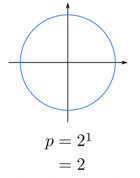 p = 2¹
= 2